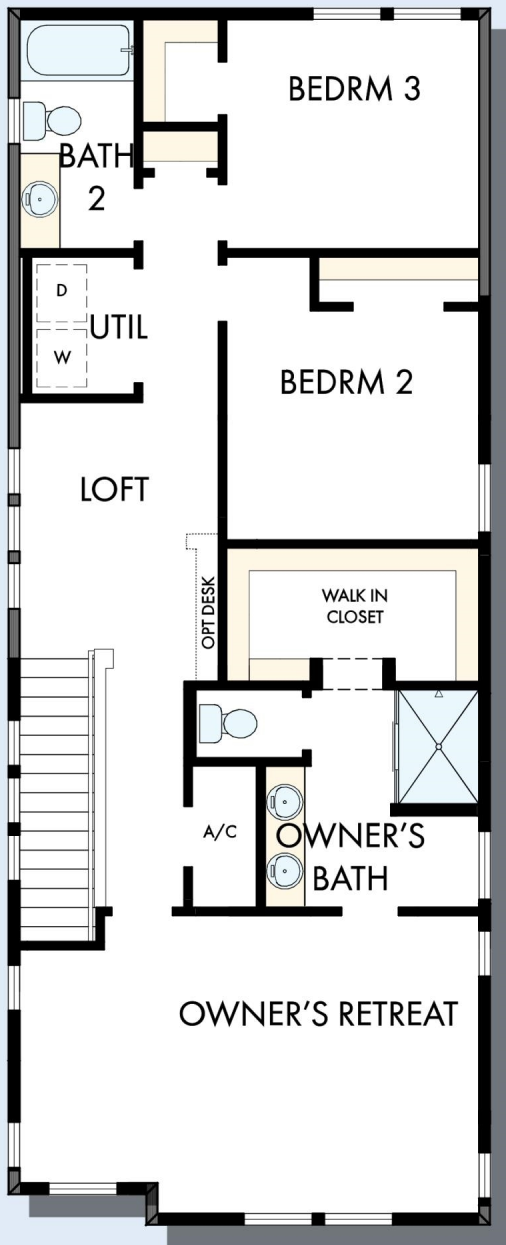 BEDRM 3
BATH
2
D
UTIL
W
BEDRM 2
LOFT
OPT DESK
WALK IN
CLOSET
A/C
OWNER'S
BATH
OWNER'S RETREAT